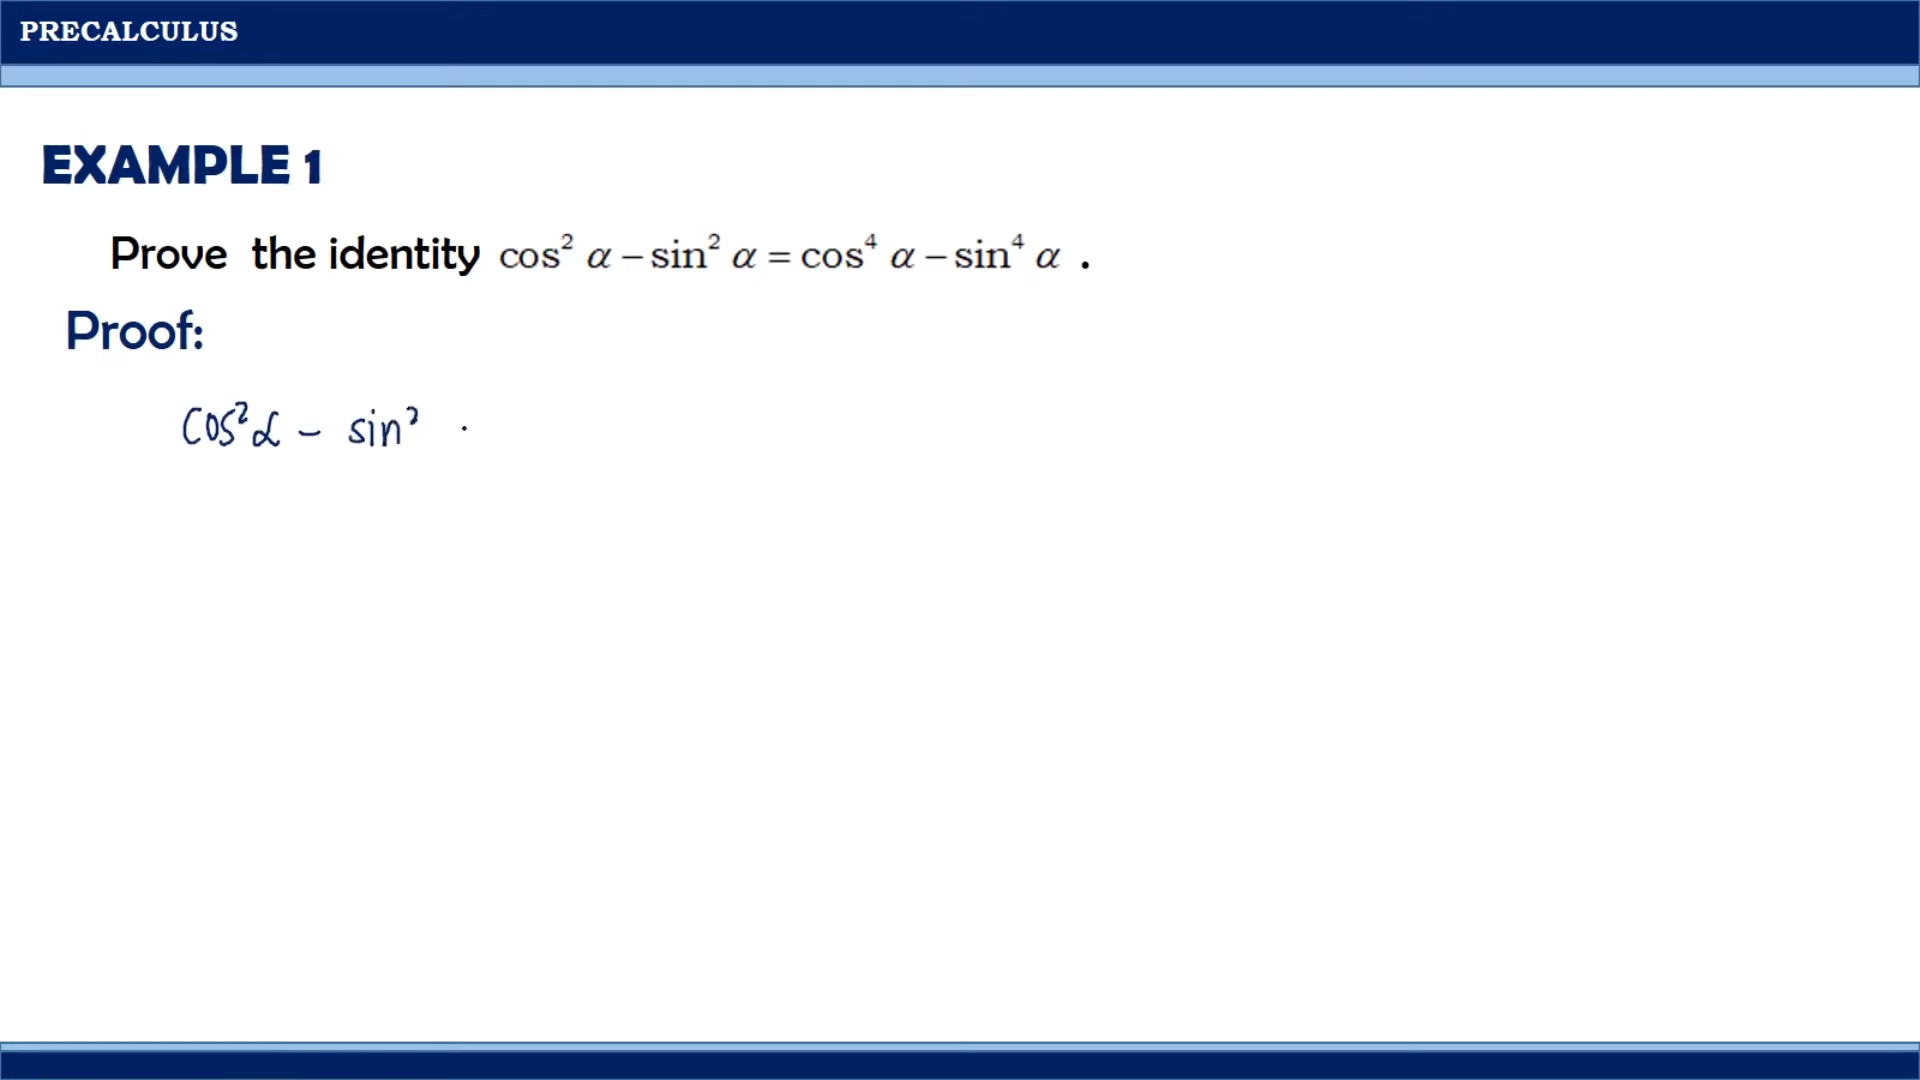 PRECALCULUS
EXAMPLE 1
Prove the identity cos² α − sin² α = cos⁴ α − sin⁴ α .
Proof:
cos²α − sin²